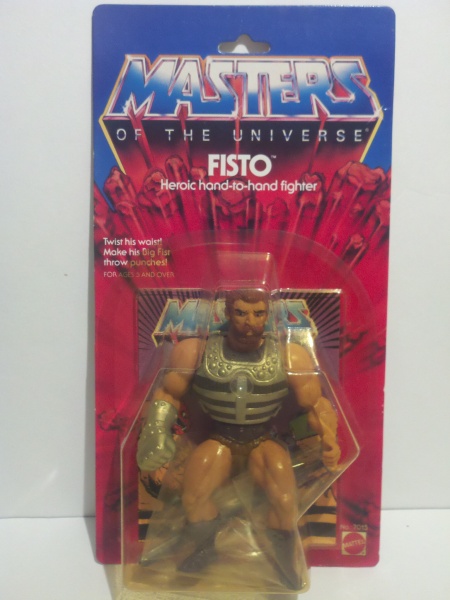 MASTERS
OF THE UNIVERSE®
FISTO™
Heroic hand-to-hand fighter
Twist his waist!
Make his Big Fist
throw punches!
FOR AGES 5 AND OVER
MASTERS
MATTEL